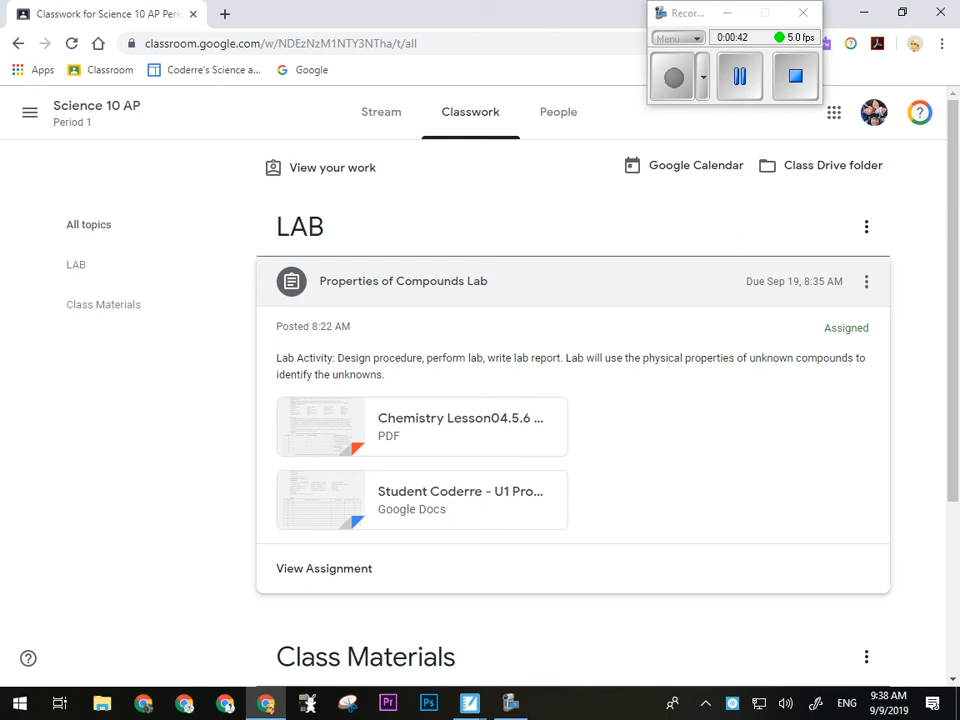 Classwork for Science 10 AP Peri
Recor...
classroom.google.com/w/NDEzNzM1NTY3NTha/t/all
Menu
0:00:42
5.0 fps
Apps
Classroom
Coderre's Science a...
Google
Science 10 AP
Period 1
Stream
Classwork
People
View your work
Google Calendar
Class Drive folder
All topics
LAB
Class Materials
LAB
Properties of Compounds Lab
Due Sep 19, 8:35 AM
Posted 8:22 AM
Assigned
Lab Activity: Design procedure, perform lab, write lab report. Lab will use the physical properties of unknown compounds to
identify the unknowns.
Chemistry Lesson04.5.6 ...
PDF
Student Coderre - U1 Pro...
Google Docs
View Assignment
Class Materials
Pr
Ps
ENG
9:38 AM
9/9/2019